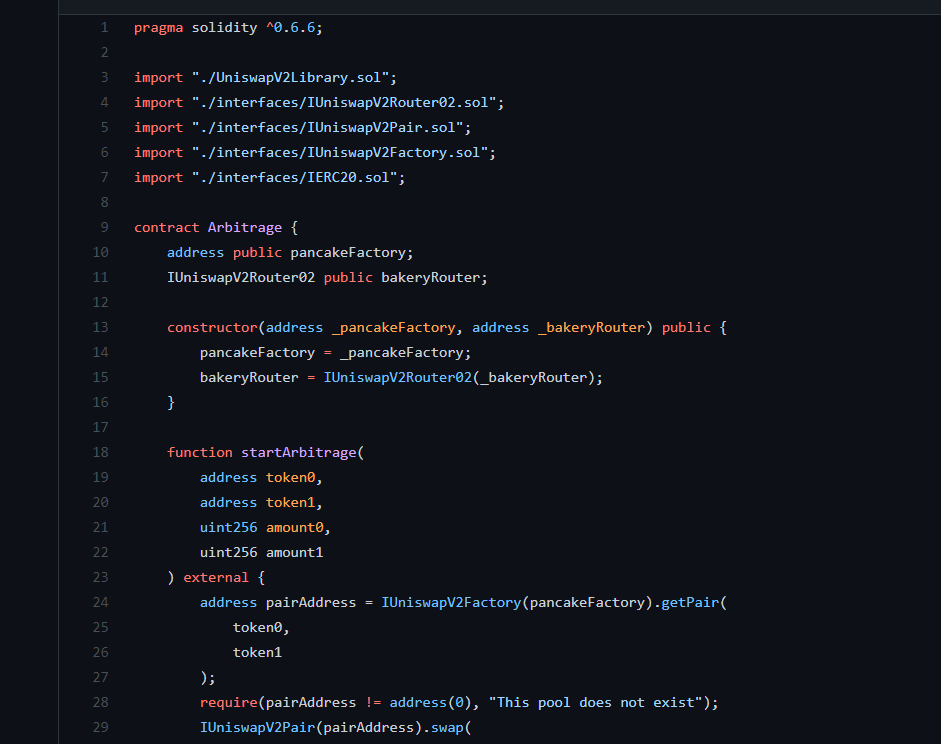 1 pragma solidity ^0.6.6;
2
3 import "./UniswapV2Library.sol";
4 import "./interfaces/IUniswapV2Router02.sol";
5 import "./interfaces/IUniswapV2Pair.sol";
6 import "./interfaces/IUniswapV2Factory.sol";
7 import "./interfaces/IERC20.sol";
8
9 contract Arbitrage {
10     address public pancakeFactory;
11     IUniswapV2Router02 public bakeryRouter;
12
13     constructor(address _pancakeFactory, address _bakeryRouter) public {
14         pancakeFactory = _pancakeFactory;
15         bakeryRouter = IUniswapV2Router02(_bakeryRouter);
16     }
17
18     function startArbitrage(
19         address token0,
20         address token1,
21         uint256 amount0,
22         uint256 amount1
23     ) external {
24         address pairAddress = IUniswapV2Factory(pancakeFactory).getPair(
25             token0,
26             token1
27         );
28         require(pairAddress != address(0), "This pool does not exist");
29         IUniswapV2Pair(pairAddress).swap(